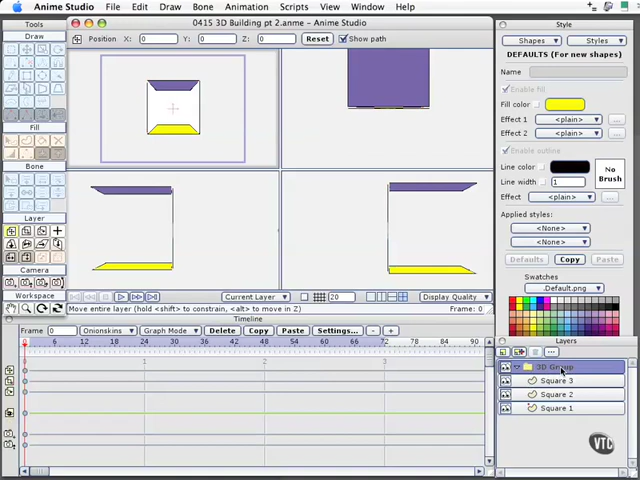 Anime Studio File Edit Draw Bone Animation Scripts View Window Help
0415 3D Building pt 2.anme - Anime Studio
Tools
Draw
Fill
Bone
Layer
Camera
Workspace
Position X: 0 Y: 0 Z: 0 Reset Show path
Current Layer 20 Display Quality
Move entire layer (hold <shift> to constrain, <alt> to move in Z) Frame: 0
Timeline
Frame 0 Onionskins Graph Mode Delete Copy Paste Settings... - +
0 6 12 18 24 30 36 42 48 54 60 66 72 78 84 90 96
1 2 3
Style
Shapes Styles
DEFAULTS (For new shapes)
Name
Enable fill
Fill color
Effect 1 <plain> ...
Effect 2 <plain> ...
Enable outline
Line color
Line width 1
No Brush
Effect <plain> ...
Applied styles:
<None>
<None>
Defaults Copy Paste
Swatches
.Default.png
Layers
3D Group
Square 3
Square 2
Square 1
VTC